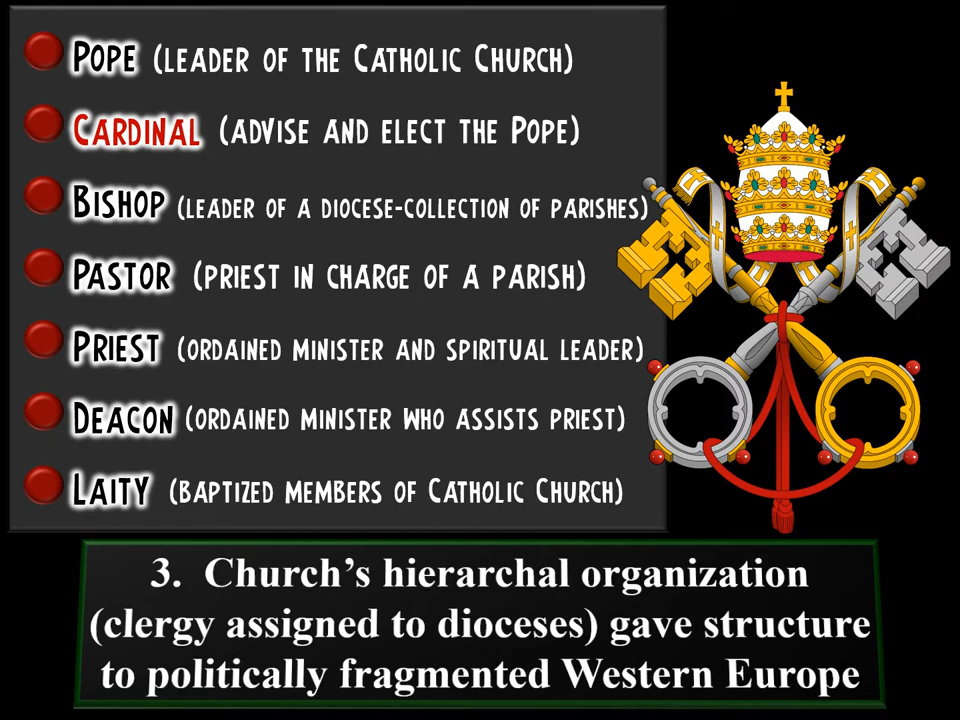 Pope (leader of the Catholic Church)
Cardinal (advise and elect the Pope)
Bishop (leader of a diocese-collection of parishes)
Pastor (priest in charge of a parish)
Priest (ordained minister and spiritual leader)
Deacon (ordained minister who assists priest)
Laity (baptized members of Catholic Church)
3. Church's hierarchal organization
(clergy assigned to dioceses) gave structure
to politically fragmented Western Europe